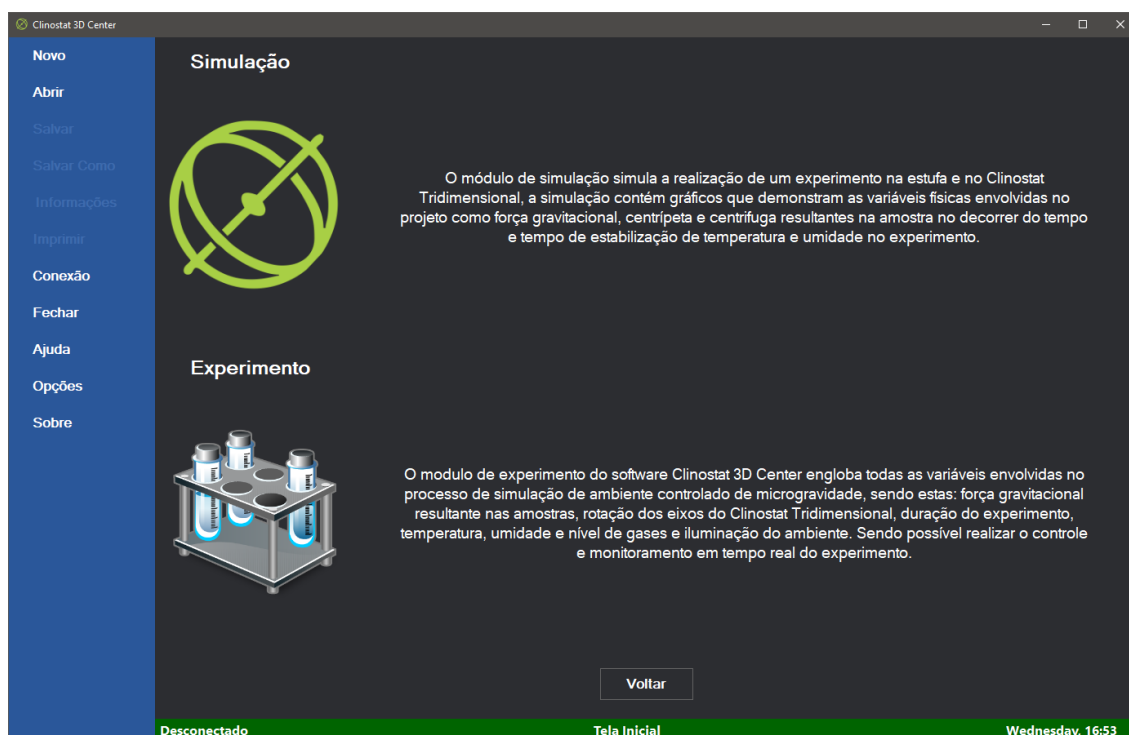 Clinostat 3D Center
Novo
Abrir
Salvar
Salvar Como
Informações
Imprimir
Conexão
Fechar
Ajuda
Opções
Sobre
Simulação
O módulo de simulação simula a realização de um experimento na estufa e no Clinostat
Tridimensional, a simulação contém gráficos que demonstram as variáveis físicas envolvidas no
projeto como força gravitacional, centrípeta e centrifuga resultantes na amostra no decorrer do tempo
e tempo de estabilização de temperatura e umidade no experimento.
Experimento
O modulo de experimento do software Clinostat 3D Center engloba todas as variáveis envolvidas no
processo de simulação de ambiente controlado de microgravidade, sendo estas: força gravitacional
resultante nas amostras, rotação dos eixos do Clinostat Tridimensional, duração do experimento,
temperatura, umidade e nível de gases e iluminação do ambiente. Sendo possível realizar o controle
e monitoramento em tempo real do experimento.
Voltar
Desconectado
Tela Inicial
Wednesday, 16:53